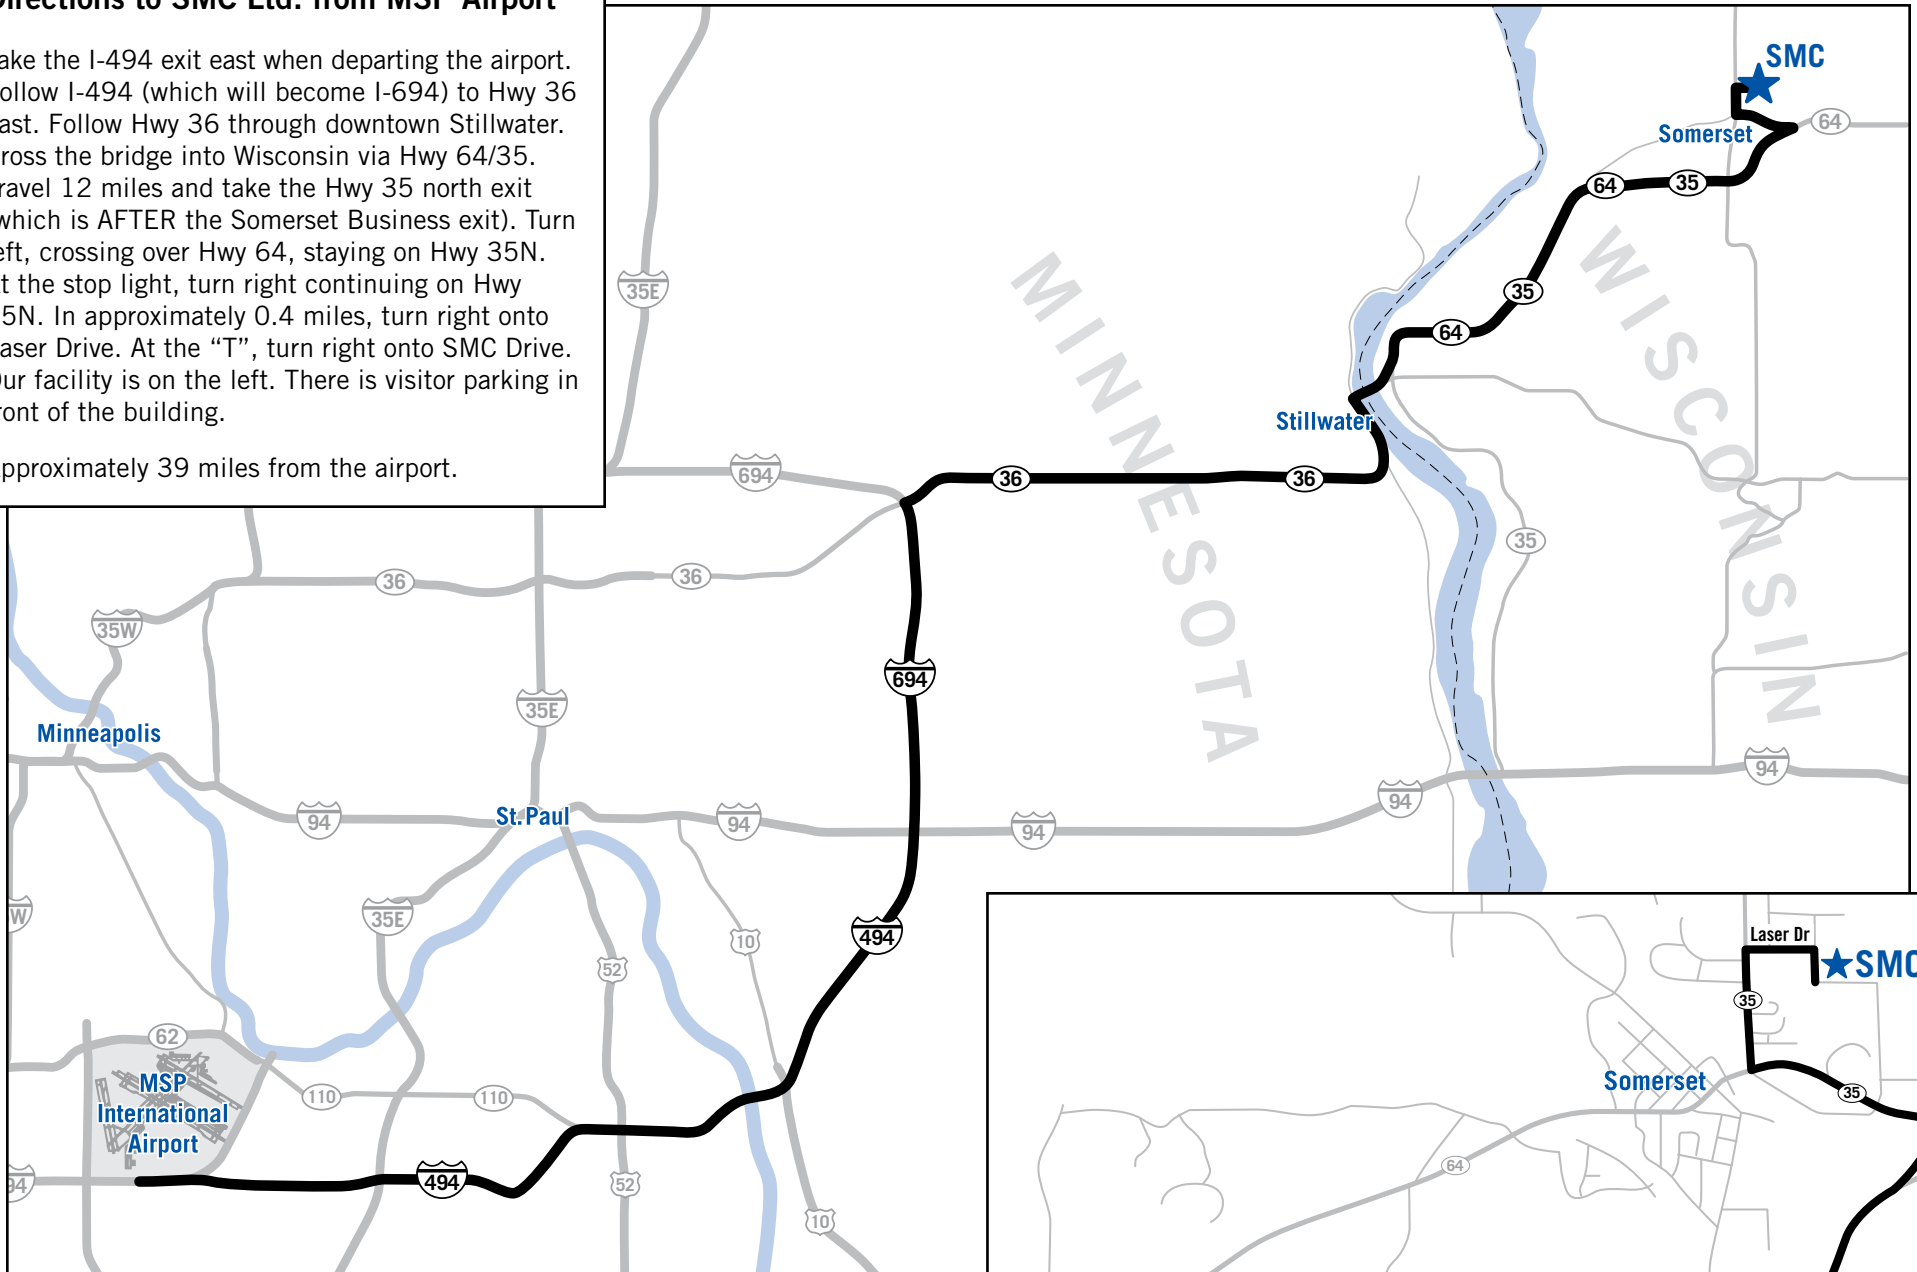 Directions to SMC Ltd. from MSP Airport
ake the I-494 exit east when departing the airport.
ollow I-494 (which will become I-694) to Hwy 36
ast. Follow Hwy 36 through downtown Stillwater.
ross the bridge into Wisconsin via Hwy 64/35.
ravel 12 miles and take the Hwy 35 north exit
which is AFTER the Somerset Business exit). Turn
eft, crossing over Hwy 64, staying on Hwy 35N.
t the stop light, turn right continuing on Hwy
5N. In approximately 0.4 miles, turn right onto
aser Drive. At the “T”, turn right onto SMC Drive.
ur facility is on the left. There is visitor parking in
ront of the building.
pproximately 39 miles from the airport.
SMC
Somerset
64
64
35
35
64
35E
MINNESOTA
WISCONSIN
Stillwater
694
36
36
35
36
36
35W
694
35E
Minneapolis
94
St. Paul
94
94
94
94
W
35E
494
10
52
62
MSP
International
Airport
110
110
94
494
52
10
Laser Dr
SMC
35
Somerset
35
64